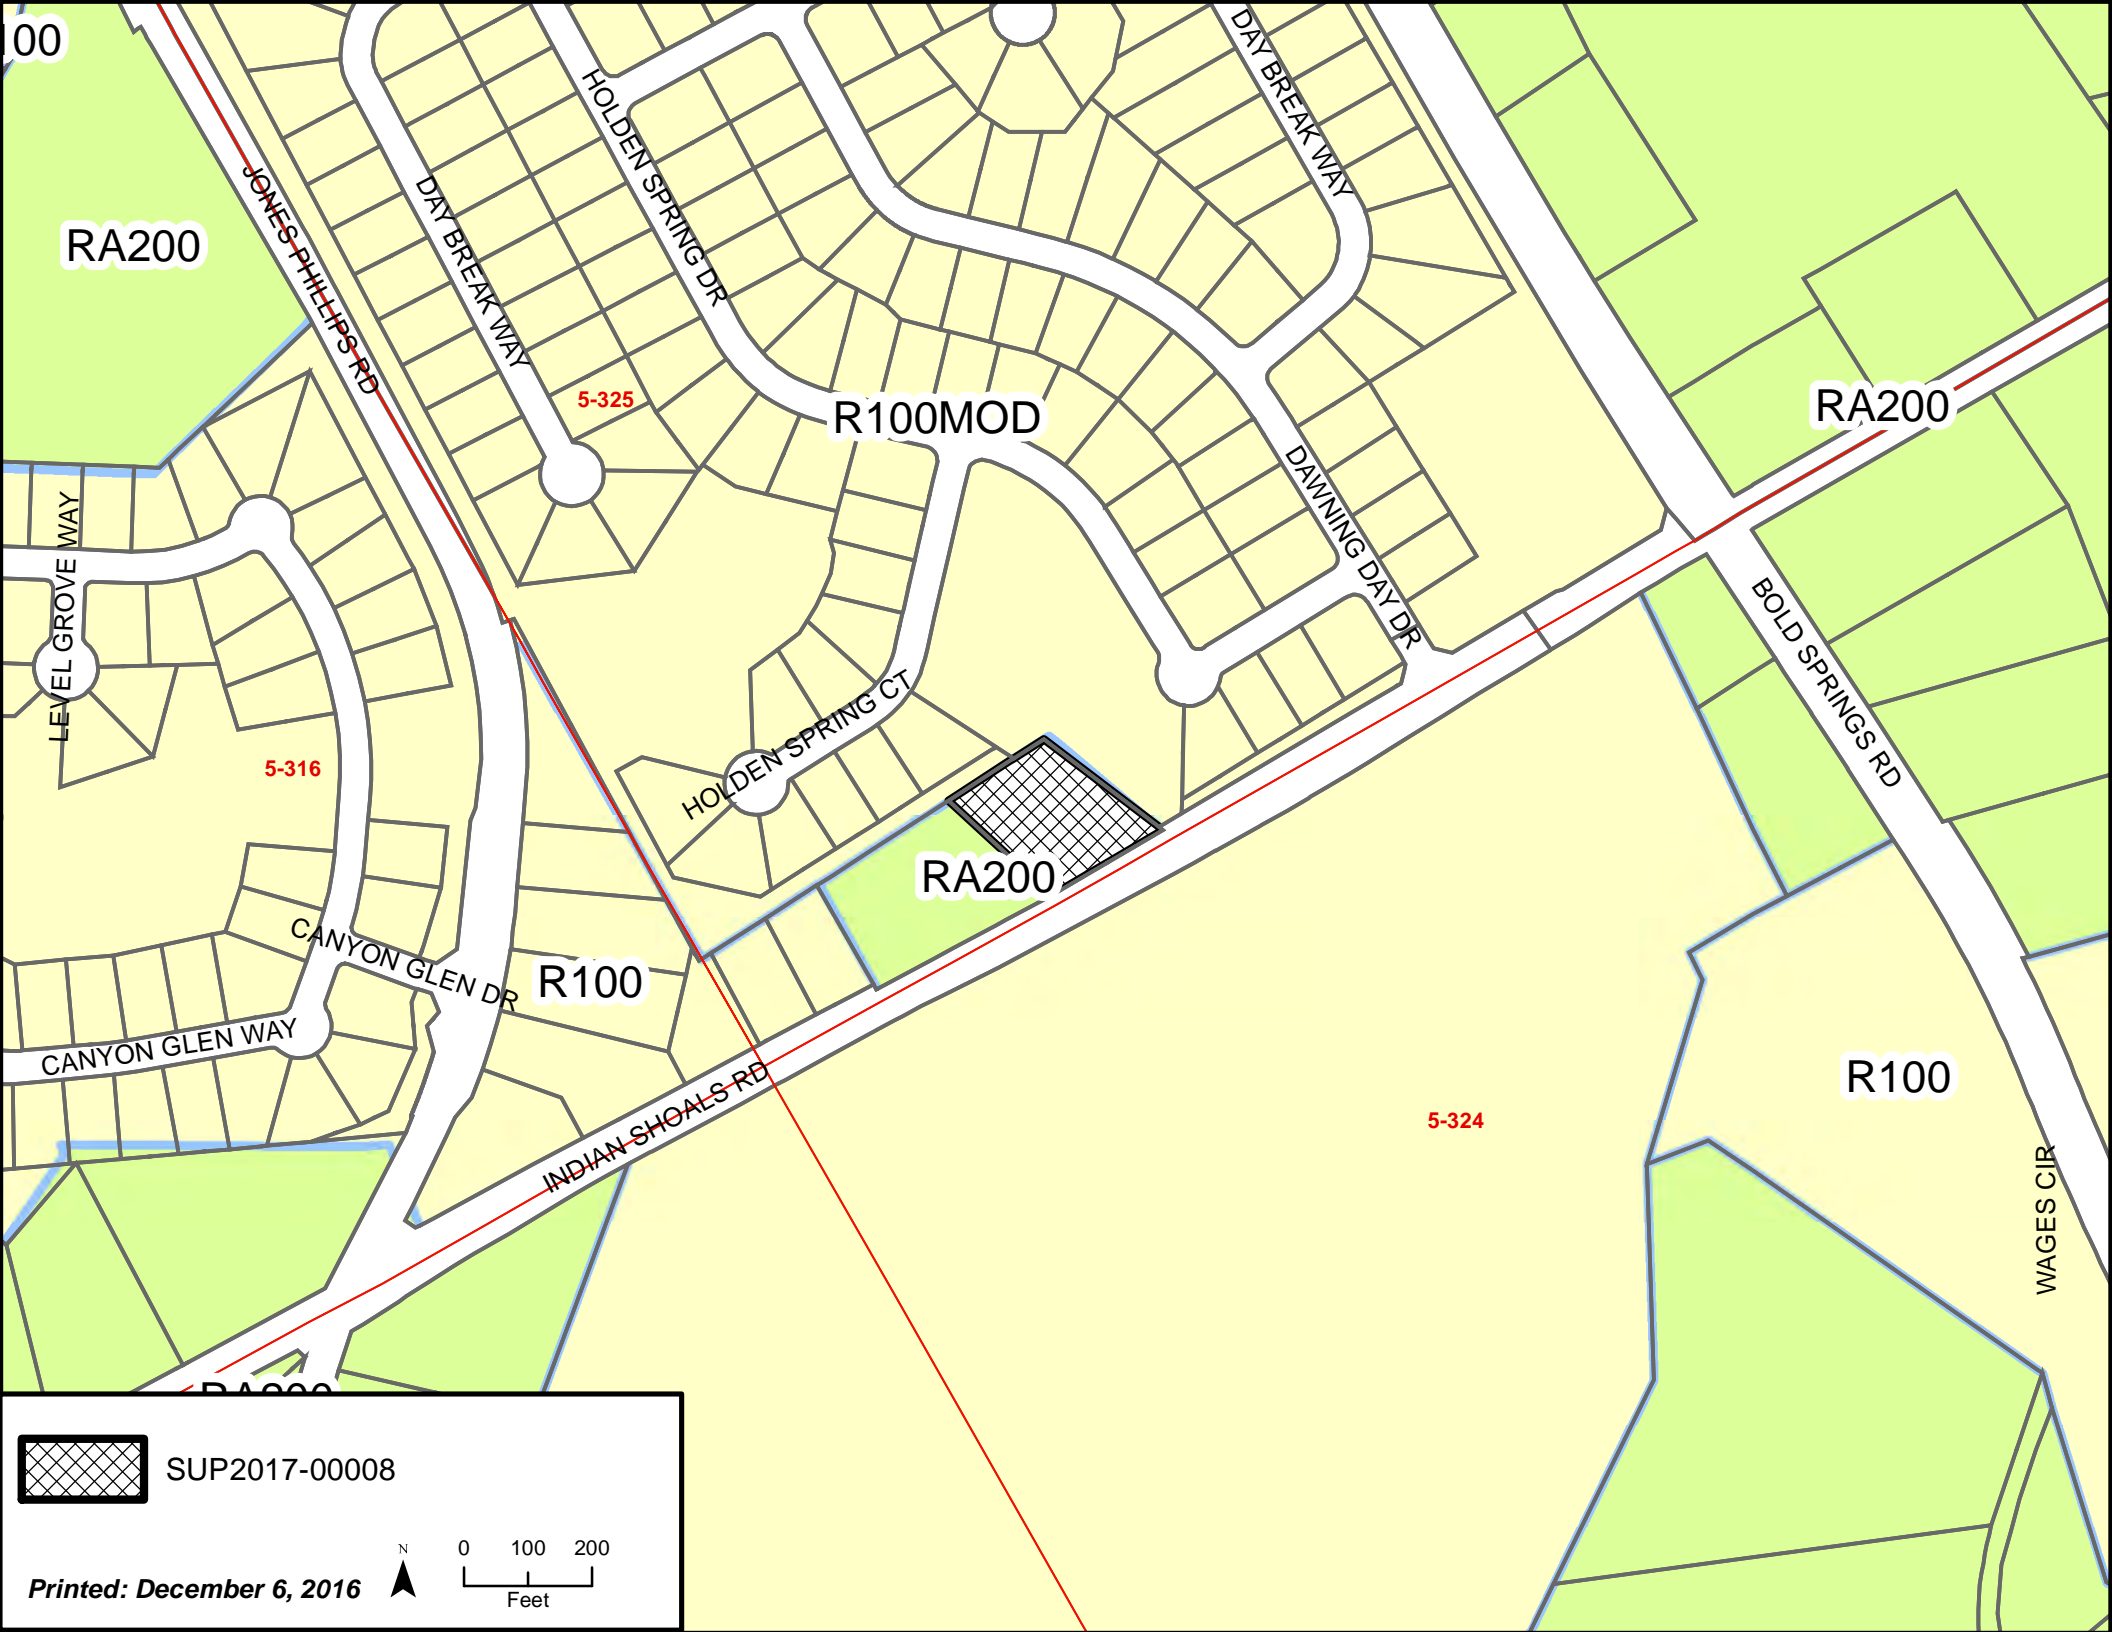 100
DAY BREAK WAY
HOLDEN SPRING DR
JONES PHILLIPS RD
RA200
DAY BREAK WAY
5-325
R100MOD
RA200
LEVEL GROVE WAY
DAWNING DAY DR
BOLD SPRINGS RD
5-316
HOLDEN SPRING CT
RA200
CANYON GLEN DR
R100
CANYON GLEN WAY
INDIAN SHOALS RD
R100
5-324
WAGES CIR
RA200
SUP2017-00008
N
0 100 200
Feet
Printed: December 6, 2016